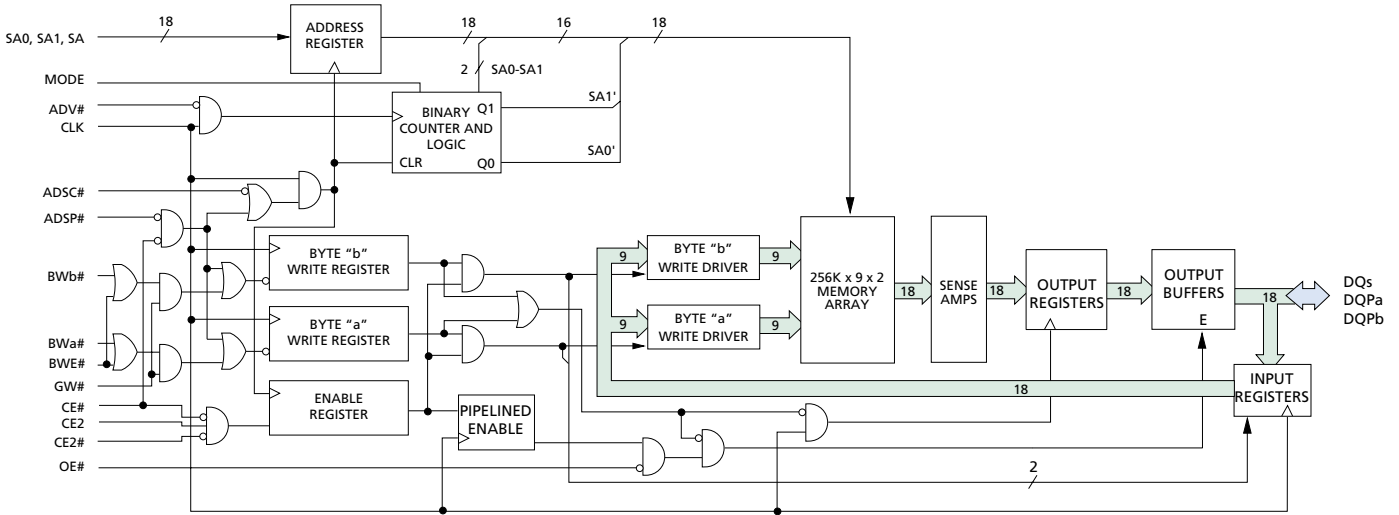 18
18
16
18
SA0, SA1, SA
ADDRESS
REGISTER
2
SA0-SA1
MODE
ADV#
CLK
BINARY
COUNTER AND
LOGIC
Q1
CLR
Q0
SA1'
SA0'
ADSC#
ADSP#
BYTE “b”
WRITE REGISTER
BWb#
BYTE “a”
WRITE REGISTER
BWa#
BWE#
GW#
CE#
CE2
CE2#
OE#
ENABLE
REGISTER
PIPELINED
ENABLE
9
BYTE “b”
WRITE DRIVER
9
9
BYTE “a”
WRITE DRIVER
9
256K x 9 x 2
MEMORY
ARRAY
18
SENSE
AMPS
18
OUTPUT
REGISTERS
18
OUTPUT
BUFFERS
E
18
DQs
DQPa
DQPb
18
INPUT
REGISTERS
2